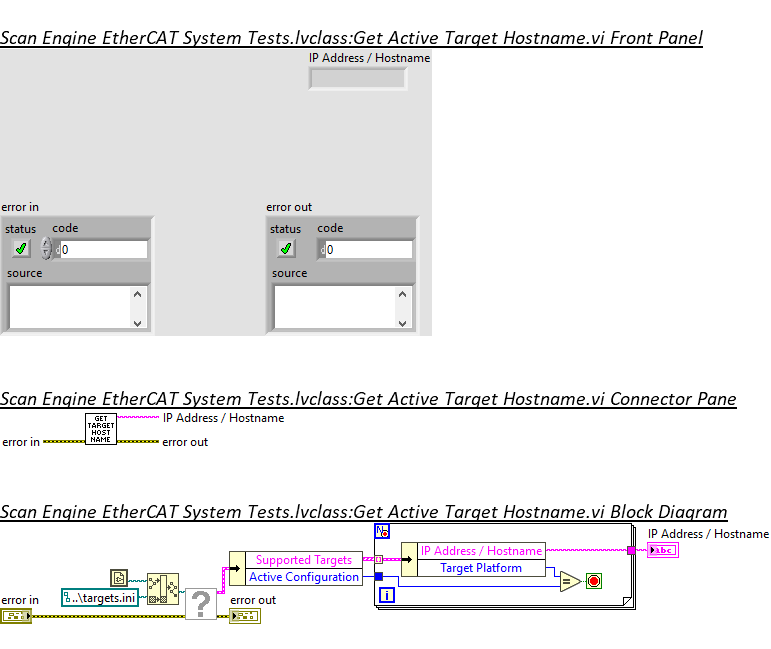 Scan Engine EtherCAT System Tests.lvclass:Get Active Target Hostname.vi Front Panel
IP Address / Hostname
error in
error out
status code
status code
0
0
source
source
Scan Engine EtherCAT System Tests.lvclass:Get Active Target Hostname.vi Connector Pane
GET
TARGET
HOST
NAME
IP Address / Hostname
error in
error out
Scan Engine EtherCAT System Tests.lvclass:Get Active Target Hostname.vi Block Diagram
N
IP Address / Hostname
IP Address / Hostname
abc
Supported Targets
Target Platform
Active Configuration
=
..\targets.ini
?
i
error in
error out